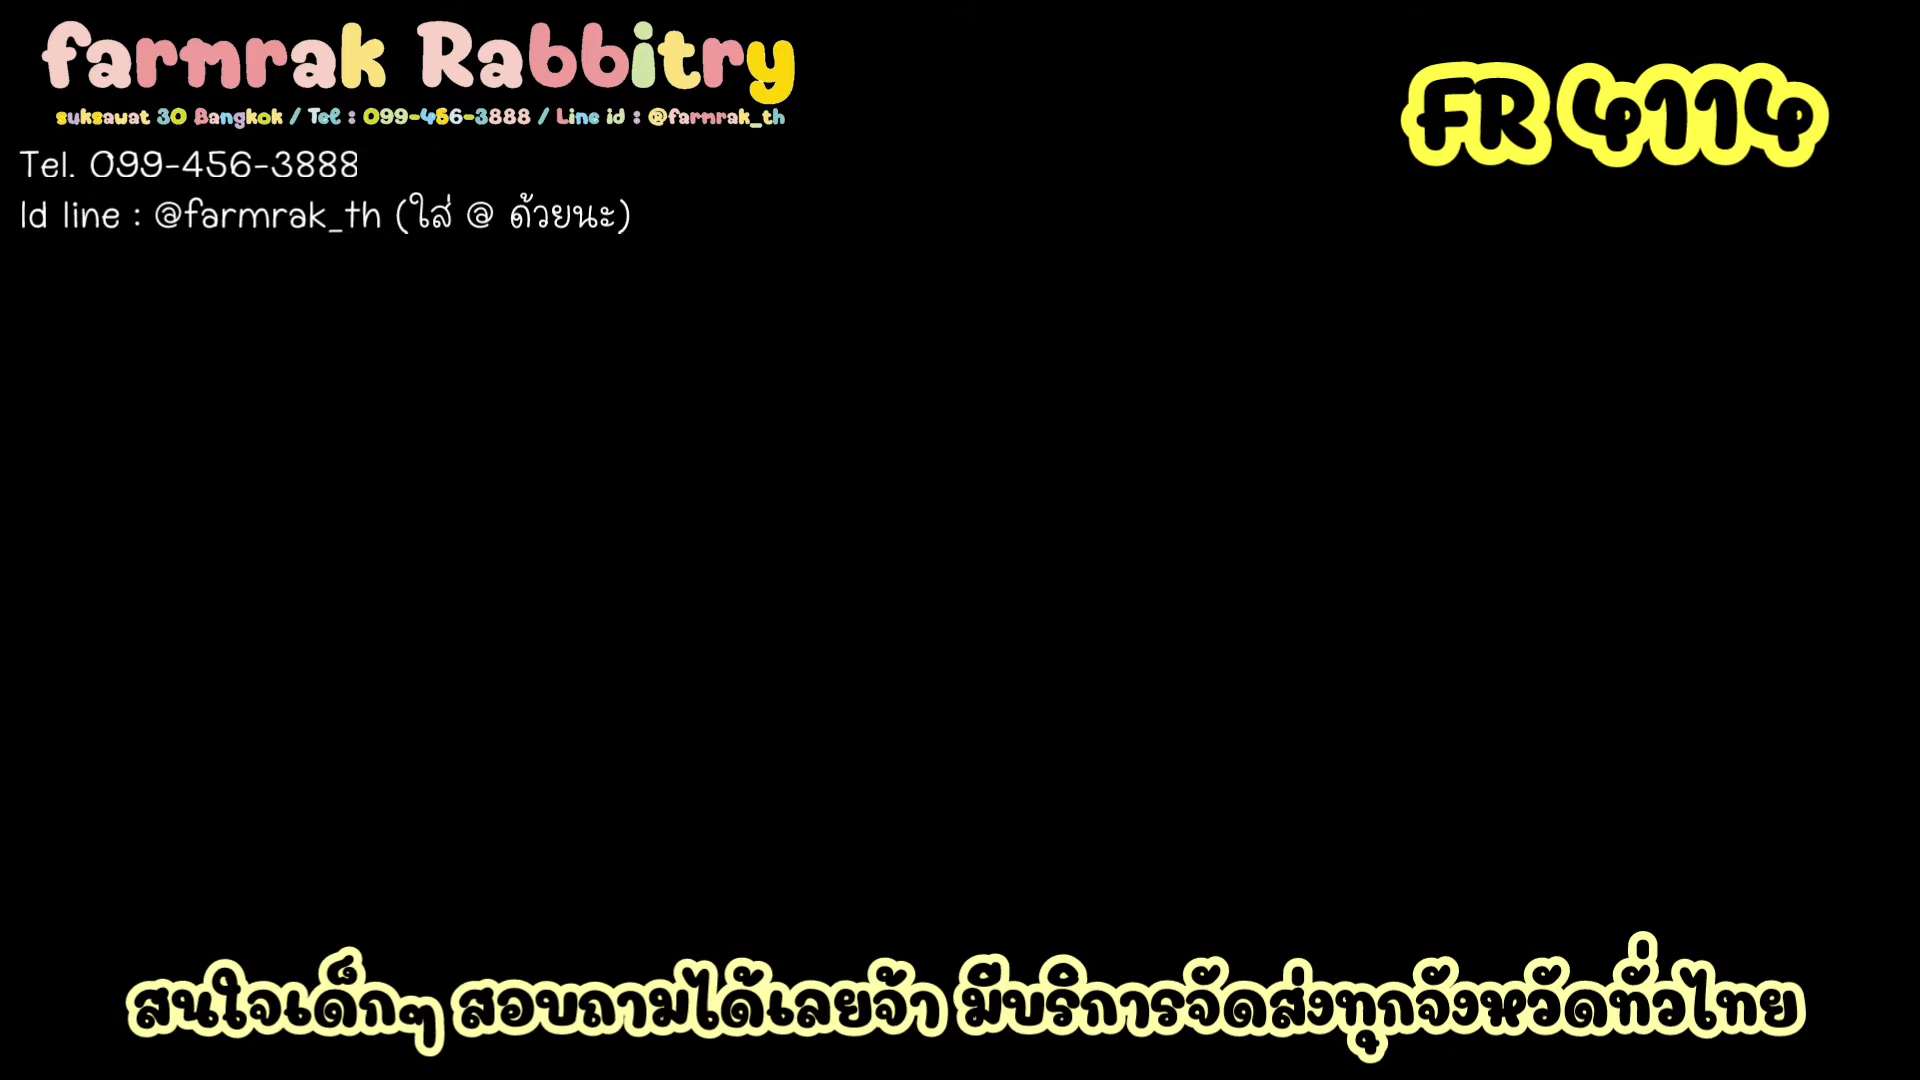 farmrak Rabbitry
suksawat 30 Bangkok / Tel : 099-456-3888 / Line id : @farmrak_th
FR 4114
Tel. 099-456-3888
Id line : @farmrak_th (ใส่ @ ด้วยนะ)
สนใจเด็กๆ สอบถามได้เลยจ้า มีบริการจัดส่งทุกจังหวัดทั่วไทย